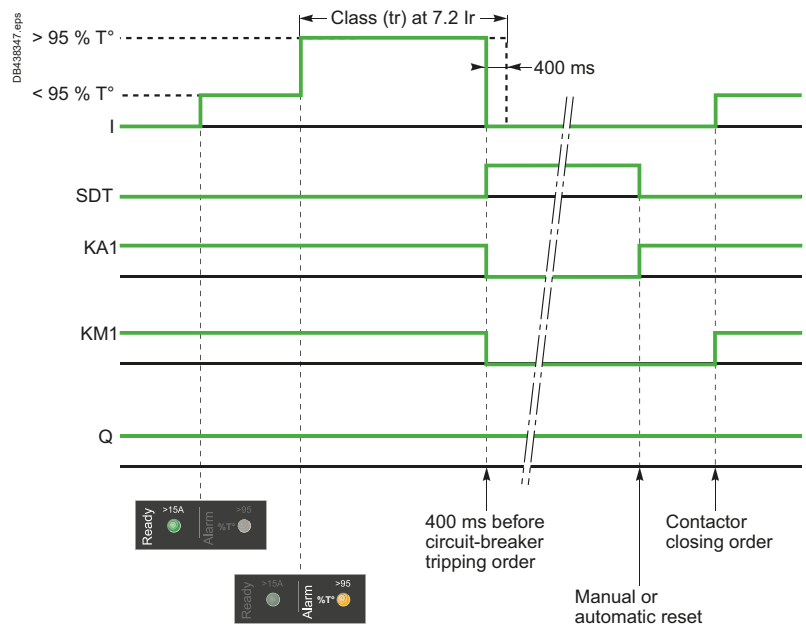 DB438347.eps
Class (tr) at 7.2 Ir
> 95 % T°
400 ms
< 95 % T°
I
SDT
KA1
KM1
Q
Ready
>15A
Alarm
>95
%T°
400 ms before
circuit-breaker
tripping order
Contactor
closing order
Ready
>15A
Alarm
>95
%T°
Manual or
automatic reset